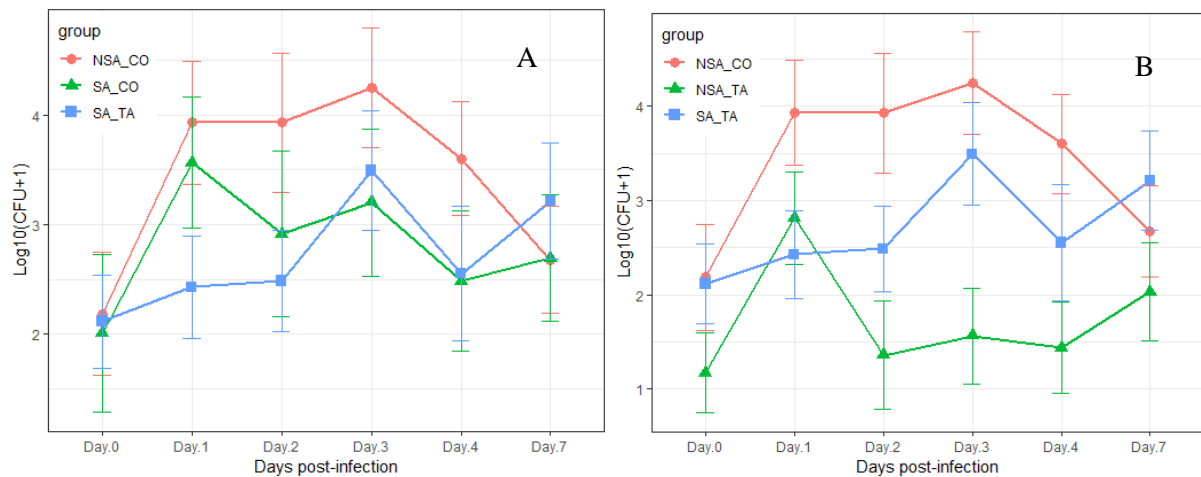 group
NSA_CO
SA_CO
SA_TA
A
Log10(CFU+1)
4
3
2
Day.0 Day.1 Day.2 Day.3 Day.4 Day.7
Days post-infection
group
NSA_CO
NSA_TA
SA_TA
B
Log10(CFU+1)
4
3
2
1
Day.0 Day.1 Day.2 Day.3 Day.4 Day.7
Days post-infection